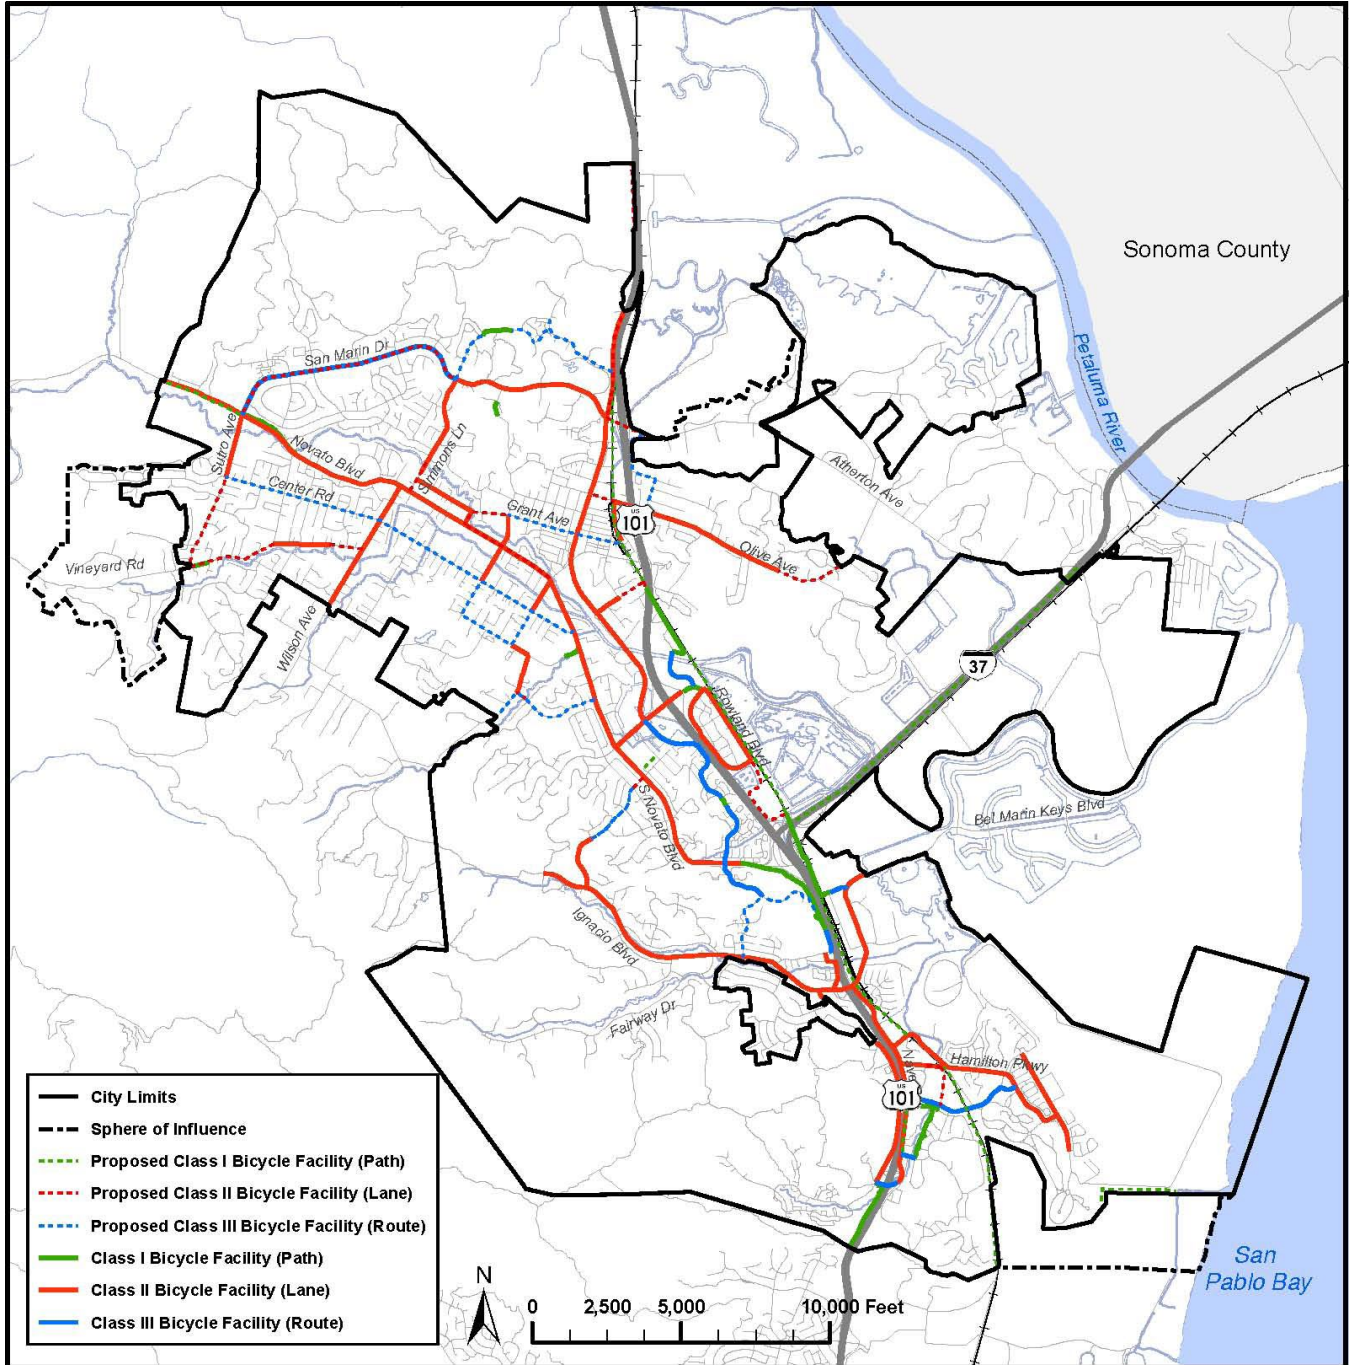 Sonoma County
Petaluma River
San Marin Dr
Sutro Ave
Novato Blvd
Simmons Ln
Center Rd
Grant Ave
US
101
Atherton Ave
Olive Ave
Vineyard Rd
Wilson Ave
37
Rowland Blvd
Bel Marin Keys Blvd
S Novato Blvd
Ignacio Blvd
Fairway Dr
Hamilton Pkwy
US
101
City Limits
Sphere of Influence
Proposed Class I Bicycle Facility (Path)
Proposed Class II Bicycle Facility (Lane)
Proposed Class III Bicycle Facility (Route)
Class I Bicycle Facility (Path)
Class II Bicycle Facility (Lane)
Class III Bicycle Facility (Route)
N
0 2,500 5,000 10,000 Feet
San
Pablo Bay